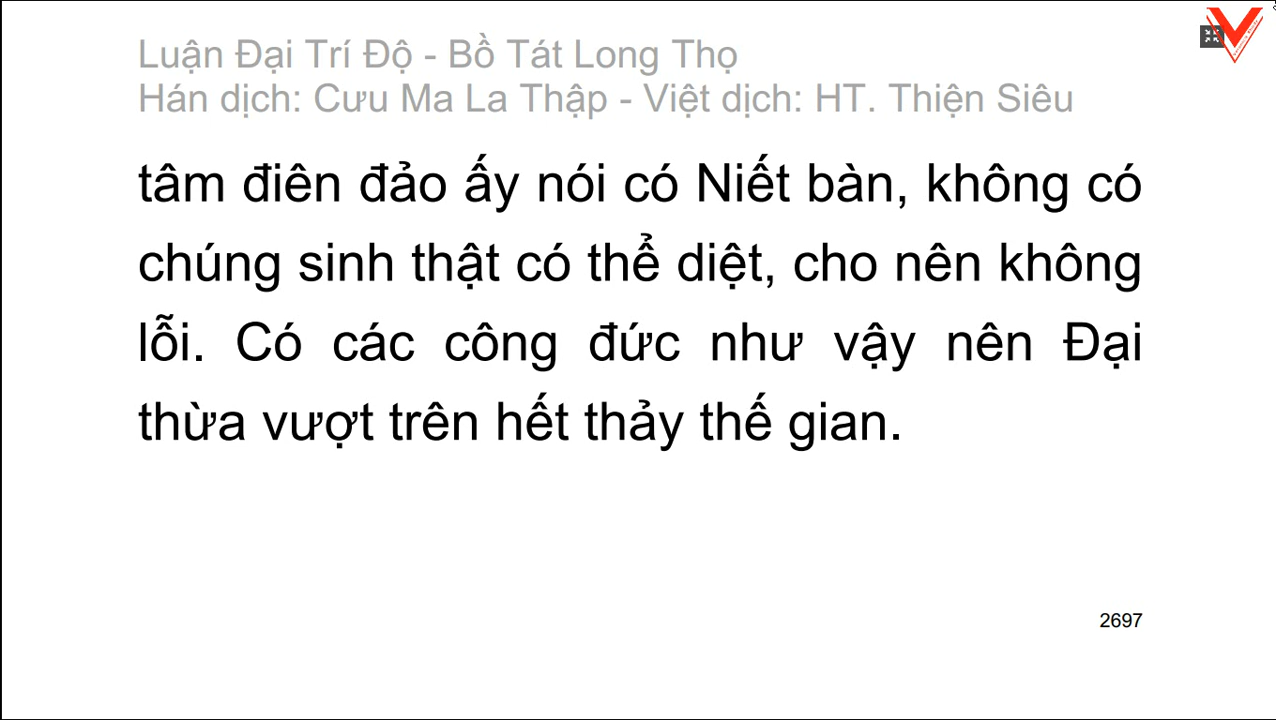 Luận Đại Trí Độ - Bồ Tát Long Thọ
Hán dịch: Cưu Ma La Thập - Việt dịch: HT. Thiện Siêu
tâm điên đảo ấy nói có Niết bàn, không có
chúng sinh thật có thể diệt, cho nên không
lỗi. Có các công đức như vậy nên Đại
thừa vượt trên hết thảy thế gian.
2697